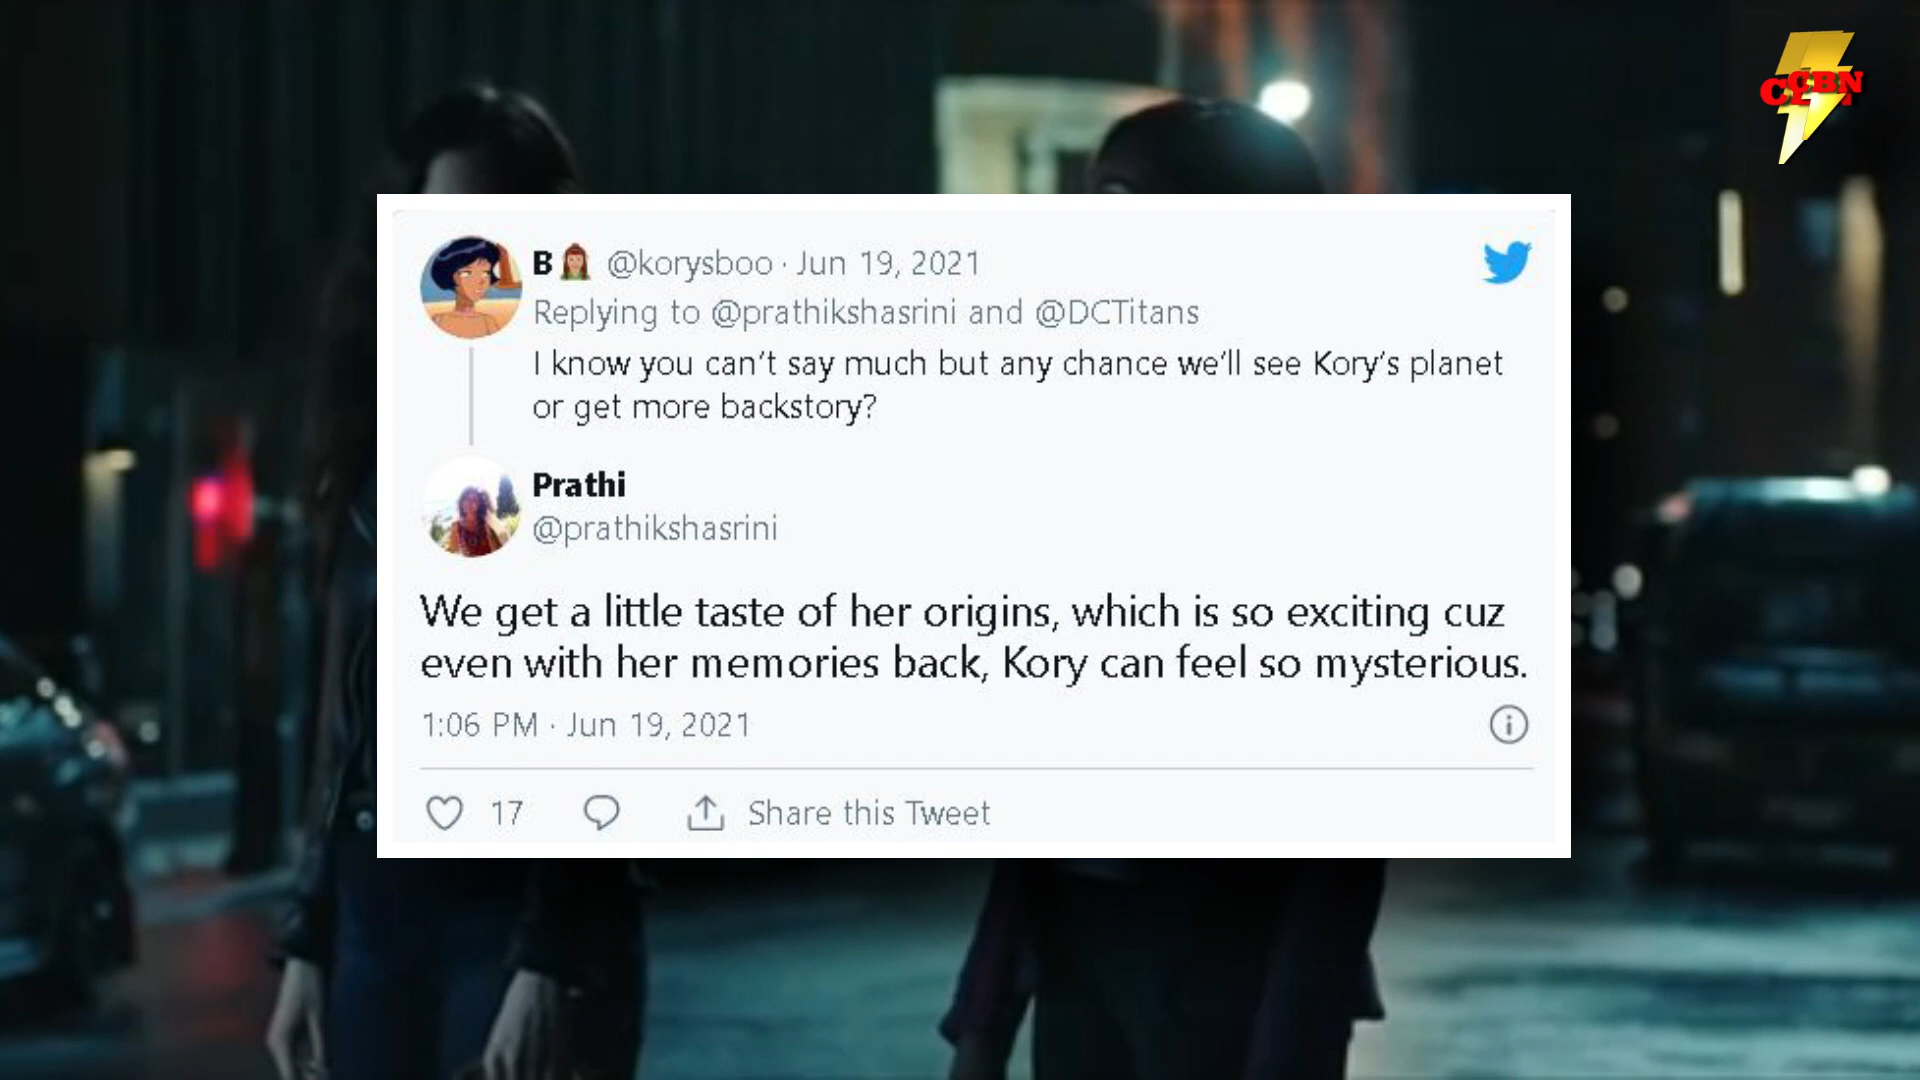 CCBN
B @korysboo · Jun 19, 2021
Replying to @prathikshasrini and @DCTitans
I know you can't say much but any chance we'll see Kory's planet
or get more backstory?
Prathi
@prathikshasrini
We get a little taste of her origins, which is so exciting cuz
even with her memories back, Kory can feel so mysterious.
1:06 PM · Jun 19, 2021
17
Share this Tweet